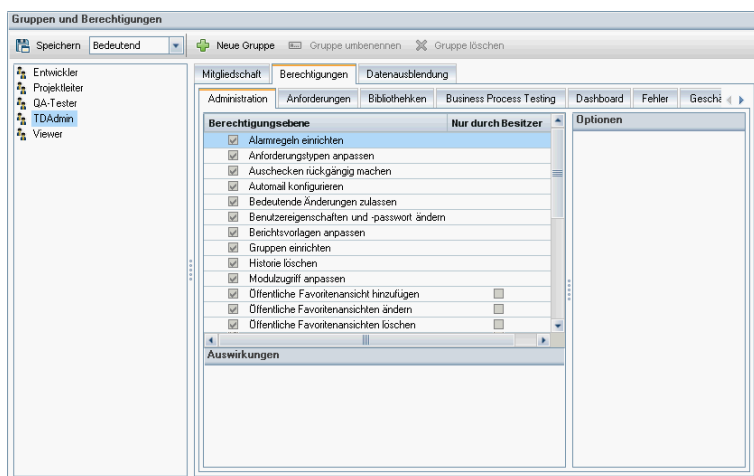 Gruppen und Berechtigungen
Speichern Bedeutend Neue Gruppe Gruppe umbenennen Gruppe löschen
Entwickler
Projektleiter
QA-Tester
TDAdmin
Viewer
Mitgliedschaft Berechtigungen Datenausblendung
Administration Anforderungen Bibliothehken Business Process Testing Dashboard Fehler Geschä
Berechtigungsebene Nur durch Besitzer
Alarmregeln einrichten
Anforderungstypen anpassen
Auschecken rückgängig machen
Automail konfigurieren
Bedeutende Änderungen zulassen
Benutzereigenschaften und -passwort ändern
Berichtsvorlagen anpassen
Gruppen einrichten
Historie löschen
Modulzugriff anpassen
Öffentliche Favoritenansicht hinzufügen
Öffentliche Favoritenansichten ändern
Öffentliche Favoritenansichten löschen
Auswirkungen
Optionen